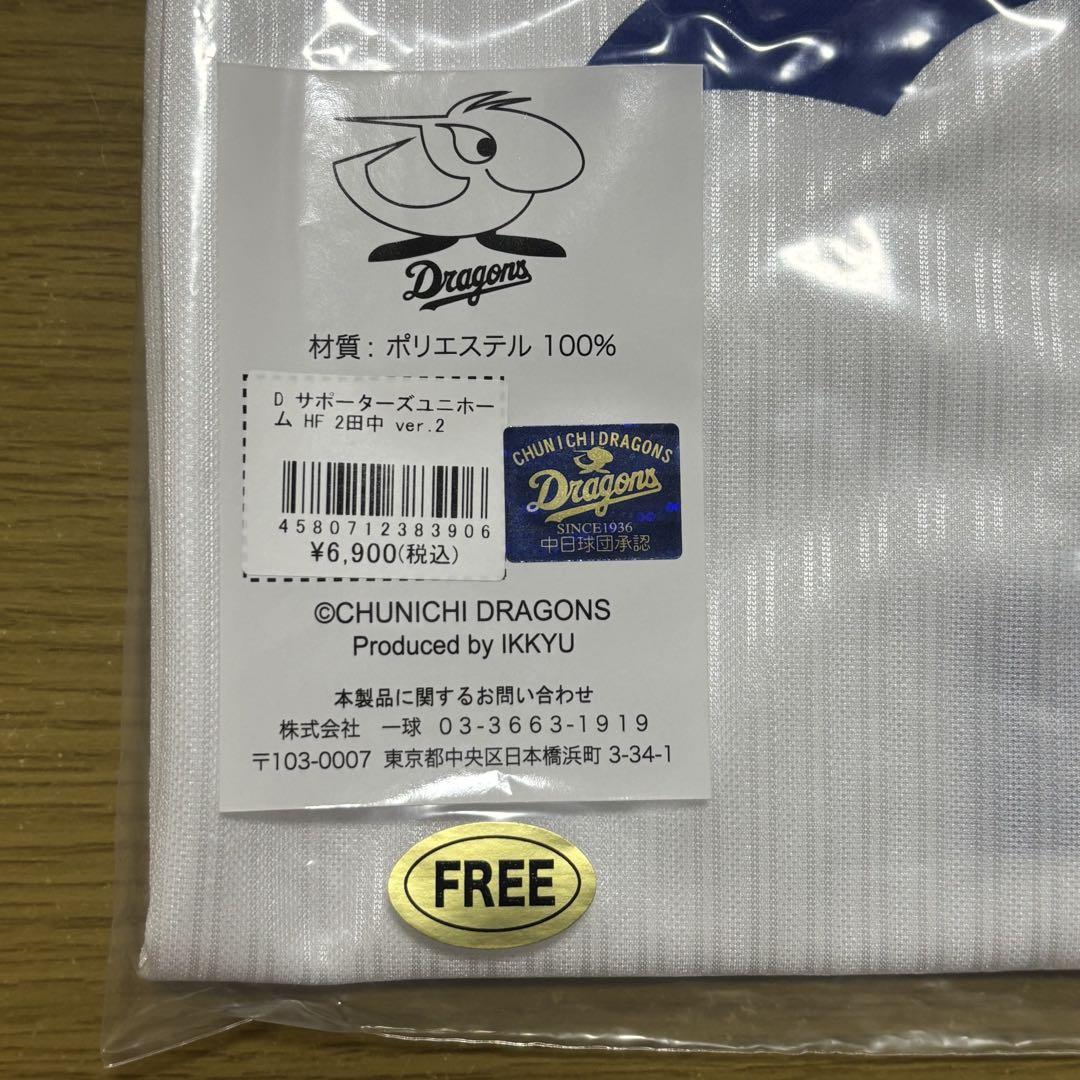 Dragons
材質: ポリエステル 100%
D サポーターズユニホー
ム HF 2田中 ver.2
4580712383906
¥6,900(税込)
CHUNICHI DRAGONS
Dragons
SINCE1936
中日球団承認
©CHUNICHI DRAGONS
Produced by IKKYU
本製品に関するお問い合わせ
株式会社 一球 03-3663-1919
〒103-0007 東京都中央区日本橋浜町 3-34-1
FREE